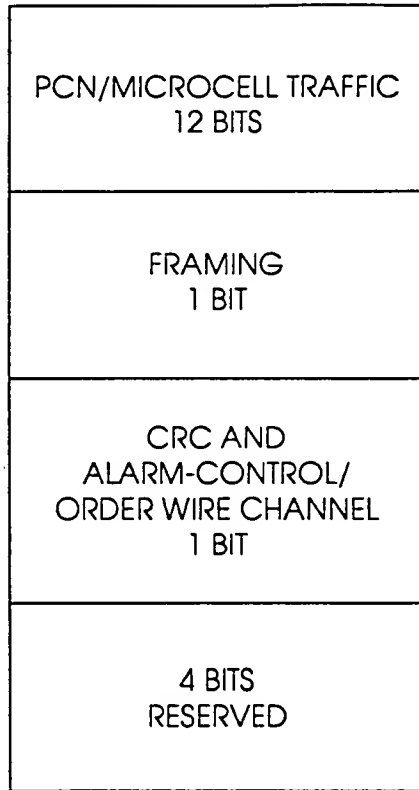 PCN/MICROCELL TRAFFIC
12 BITS
FRAMING
1 BIT
CRC AND
ALARM-CONTROL/
ORDER WIRE CHANNEL
1 BIT
4 BITS
RESERVED